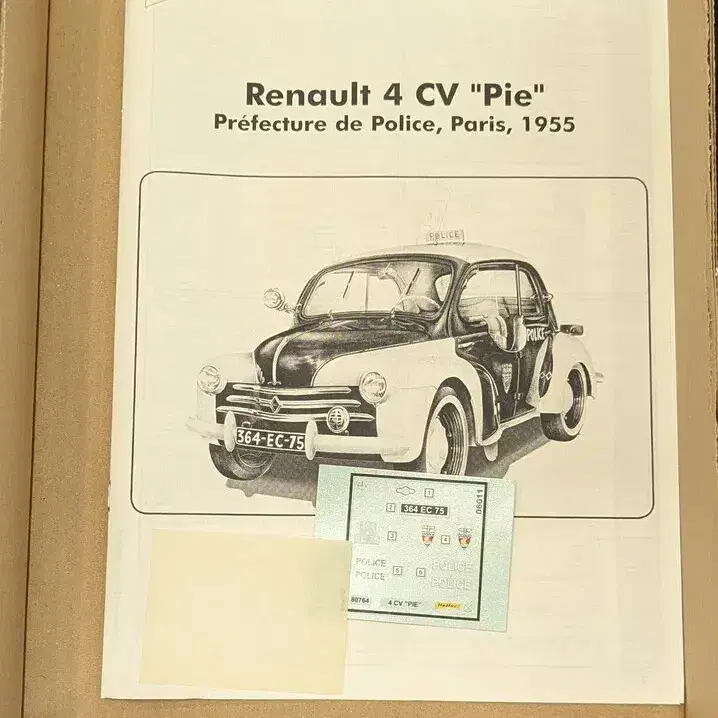 Renault 4 CV "Pie"
Préfecture de Police, Paris, 1955
POLICE
POLICE
364-EC-75
1
06011
2 364 EC 75
3 4
POLICE 5 6 POLICE
POLICE POLICE
80764 4 CV "PIE" Heller